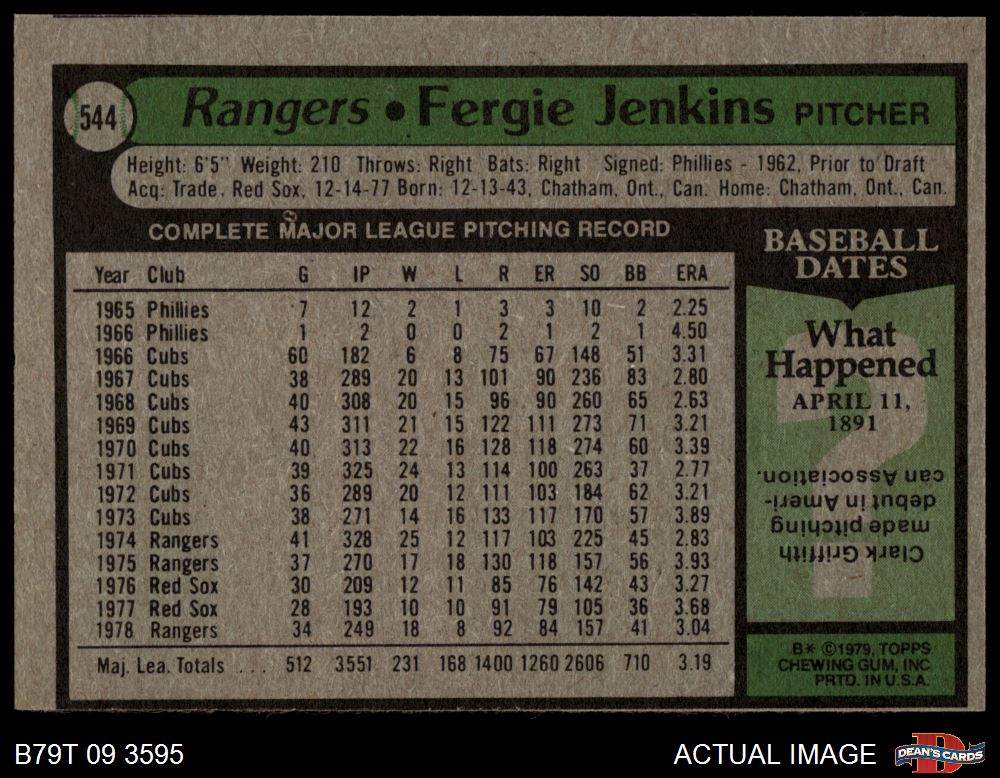 544 Rangers • Fergie Jenkins PITCHER
Height: 6'5" Weight: 210 Throws: Right Bats: Right Signed: Phillies - 1962, Prior to Draft
Acq: Trade, Red Sox, 12-14-77 Born: 12-13-43, Chatham, Ont., Can. Home: Chatham, Ont., Can.
COMPLETE MAJOR LEAGUE PITCHING RECORD
Year Club G IP W L R ER SO BB ERA
1965 Phillies 7 12 2 1 3 3 10 2 2.25
1966 Phillies 1 2 0 0 2 1 2 1 4.50
1966 Cubs 60 182 6 8 75 67 148 51 3.31
1967 Cubs 38 289 20 13 101 90 236 83 2.80
1968 Cubs 40 308 20 15 96 90 260 65 2.63
1969 Cubs 43 311 21 15 122 111 273 71 3.21
1970 Cubs 40 313 22 16 128 118 274 60 3.39
1971 Cubs 39 325 24 13 114 100 263 37 2.77
1972 Cubs 36 289 20 12 111 103 184 62 3.21
1973 Cubs 38 271 14 16 133 117 170 57 3.89
1974 Rangers 41 328 25 12 117 103 225 45 2.83
1975 Rangers 37 270 17 18 130 118 157 56 3.93
1976 Red Sox 30 209 12 11 85 76 142 43 3.27
1977 Red Sox 28 193 10 10 91 79 105 36 3.68
1978 Rangers 34 249 18 8 92 84 157 41 3.04
Maj. Lea. Totals ... 512 3551 231 168 1400 1260 2606 710 3.19
BASEBALL
DATES
What
Happened
APRIL 11,
1891
?
Clark Griffith
made pitching
debut in Ameri-
can Association.
B* ©1979, TOPPS
CHEWING GUM, INC
PRTD. IN U.S.A.
B79T 09 3595
ACTUAL IMAGE
D
DEAN'S CARDS